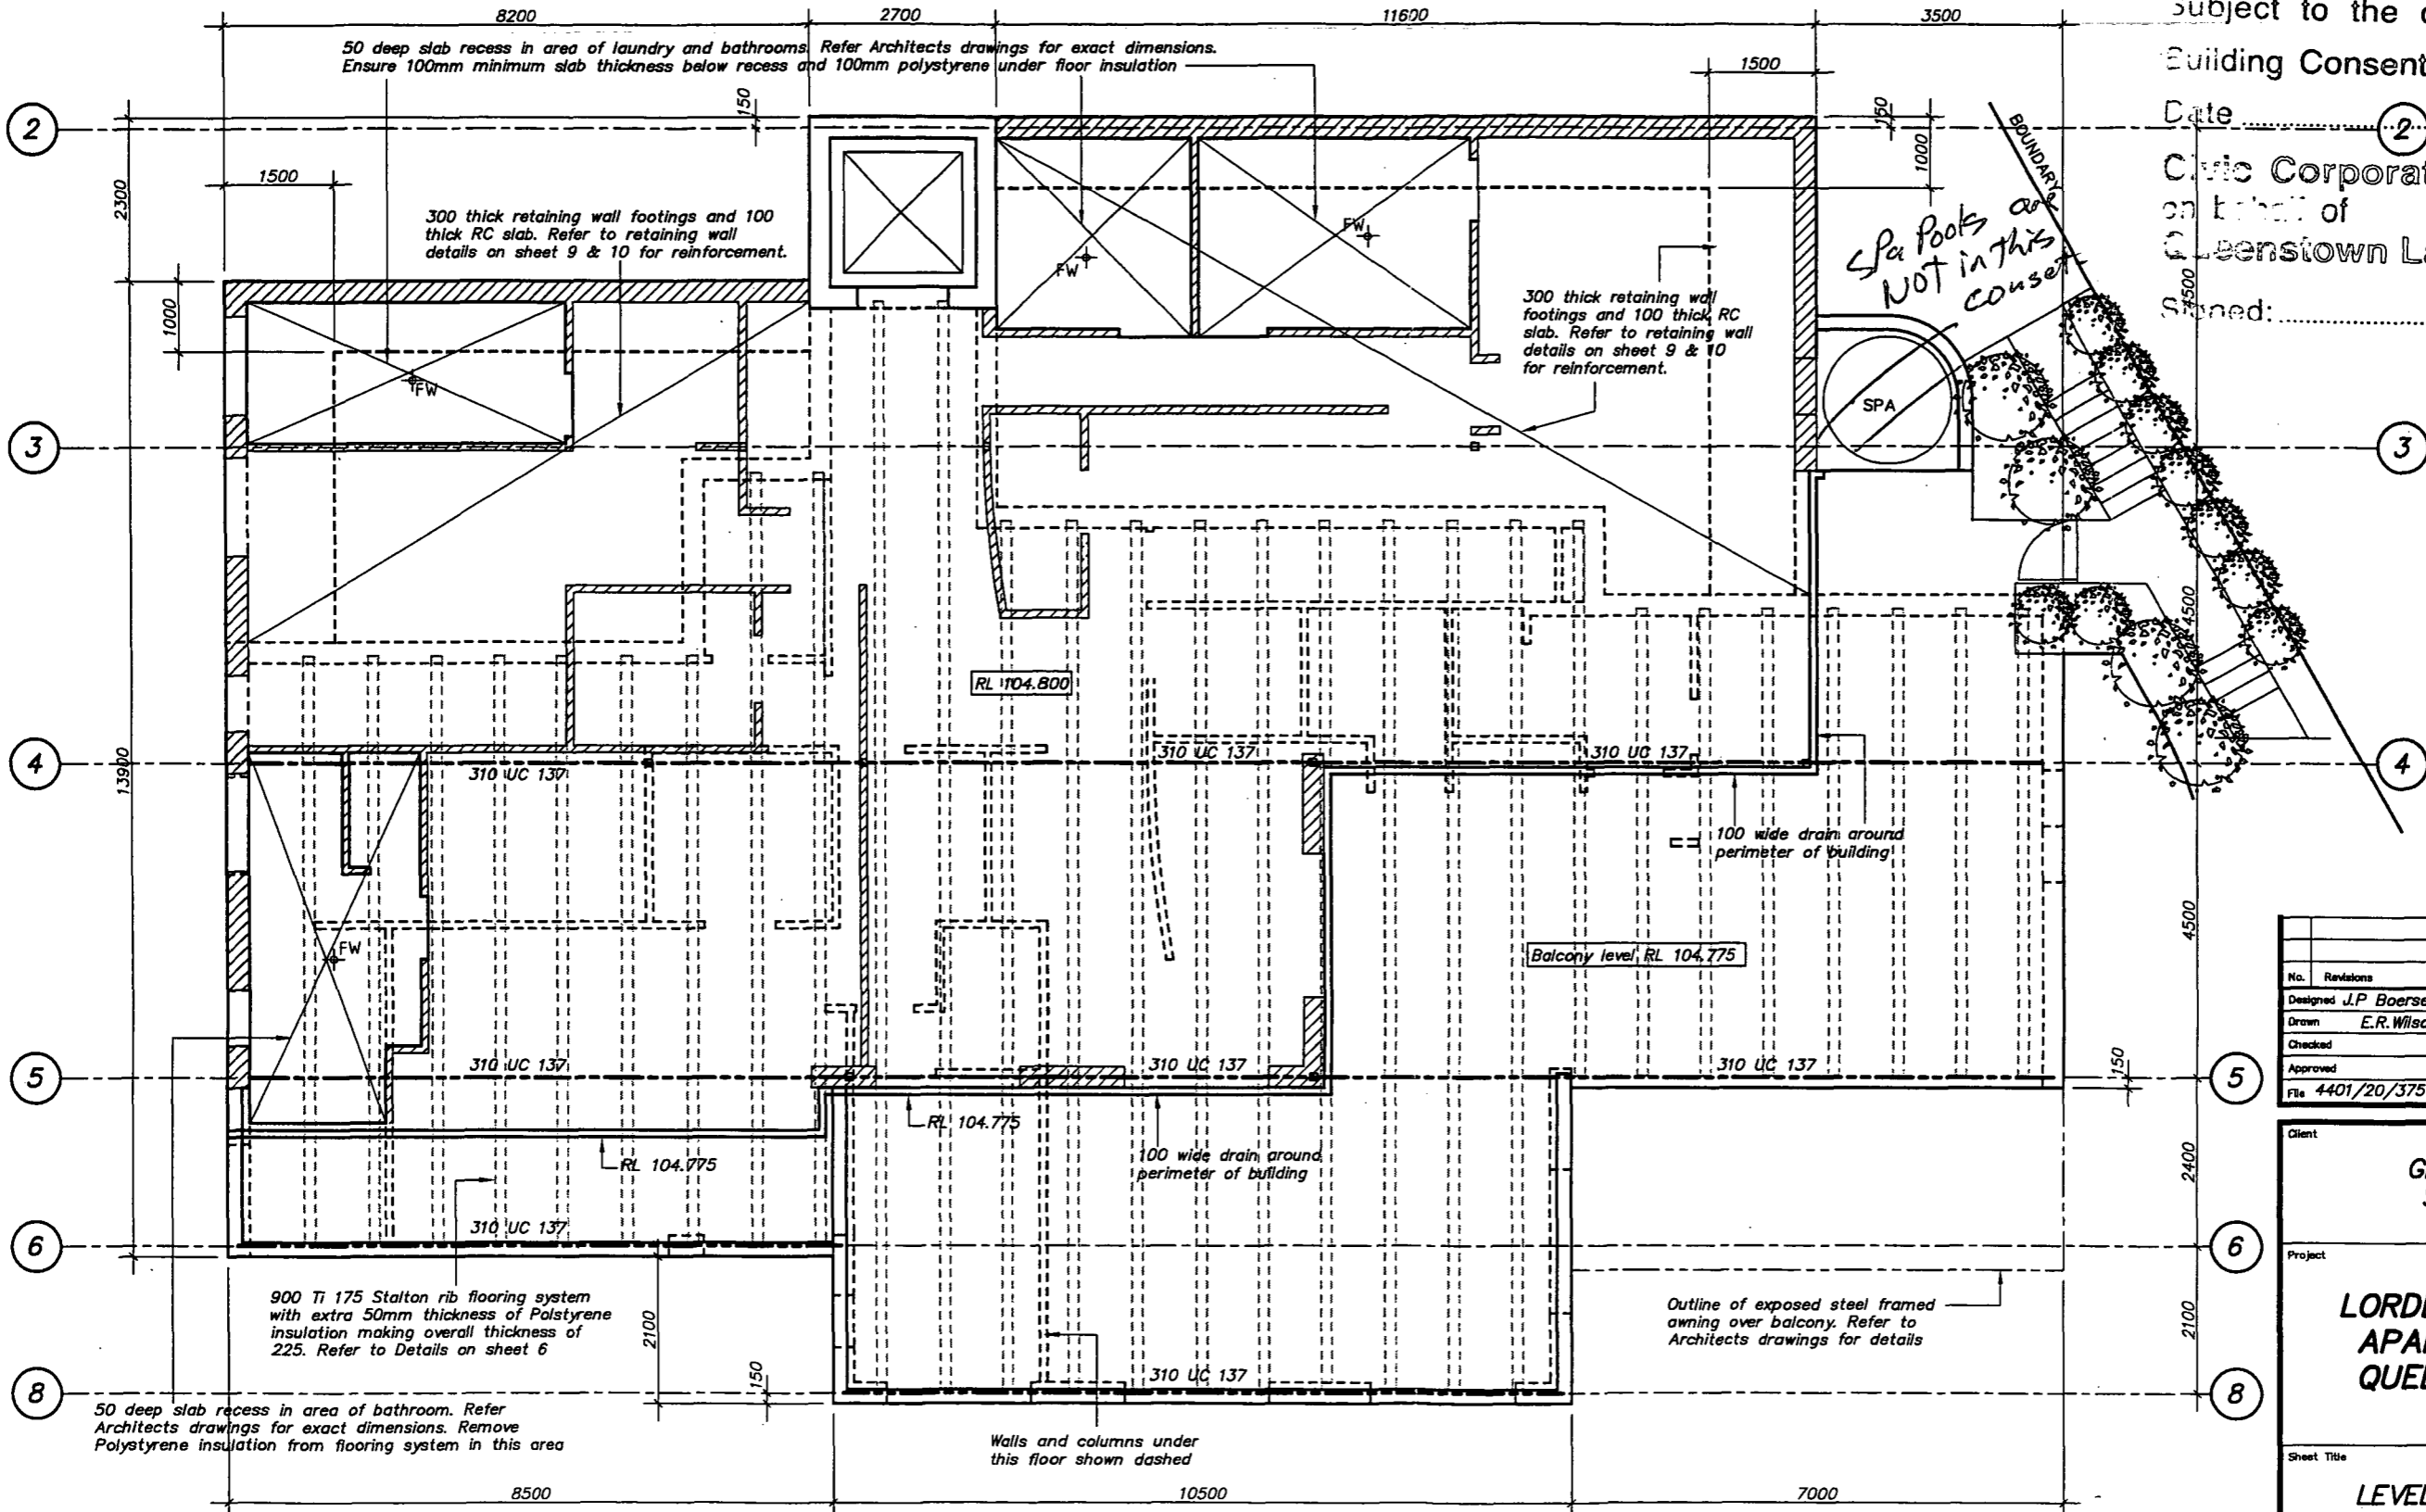 8200
2700
11600
3500
Subject to the
50 deep slab recess in area of laundry and bathrooms. Refer Architects drawings for exact dimensions.
Ensure 100mm minimum slab thickness below recess and 100mm polystyrene under floor insulation
1500
Building Consent
150
150
Date
2
2
1000
BOUNDARY
Civic
on behalf of
Queenstown
Signed:
Spa Pools are
NOT in this
2300
1500
300 thick retaining wall footings and 100
thick RC slab. Refer to retaining wall
details on sheet 9 & 10 for reinforcement.
FW
FW
1000
300 thick retaining wall
footings and 100 thick RC
slab. Refer to retaining wall
details on sheet 9 & 10
for reinforcement.
4500
FW
SPA
3
3
4500
RL 104.800
13900
310 UC 137
310 UC 137
310 UC 137
4
4
100 wide drain around
perimeter of building
4500
FW
Balcony level RL 104.775
No. Revisions
Designed J.P
Drawn
Checked
Approved
File 4401/20/375
310 UC 137
310 UC 137
310 UC 137
5
5
150
RL 104.775
100 wide drain around
perimeter of building
RL 104.775
Client
2400
310 UC 137
6
6
Project
900 Ti 175 Stalton rib flooring system
with extra 50mm thickness of Polstyrene
insulation making overall thickness of
225. Refer to Details on sheet 6
2100
Outline of exposed steel framed
awning over balcony. Refer to
Architects drawings for details
2100
150
310 UC 137
8
8
50 deep slab recess in area of bathroom. Refer
Architects drawings for exact dimensions. Remove
Polystyrene insulation from flooring system in this area
Walls and columns under
this floor shown dashed
Sheet Title
8500
10500
7000